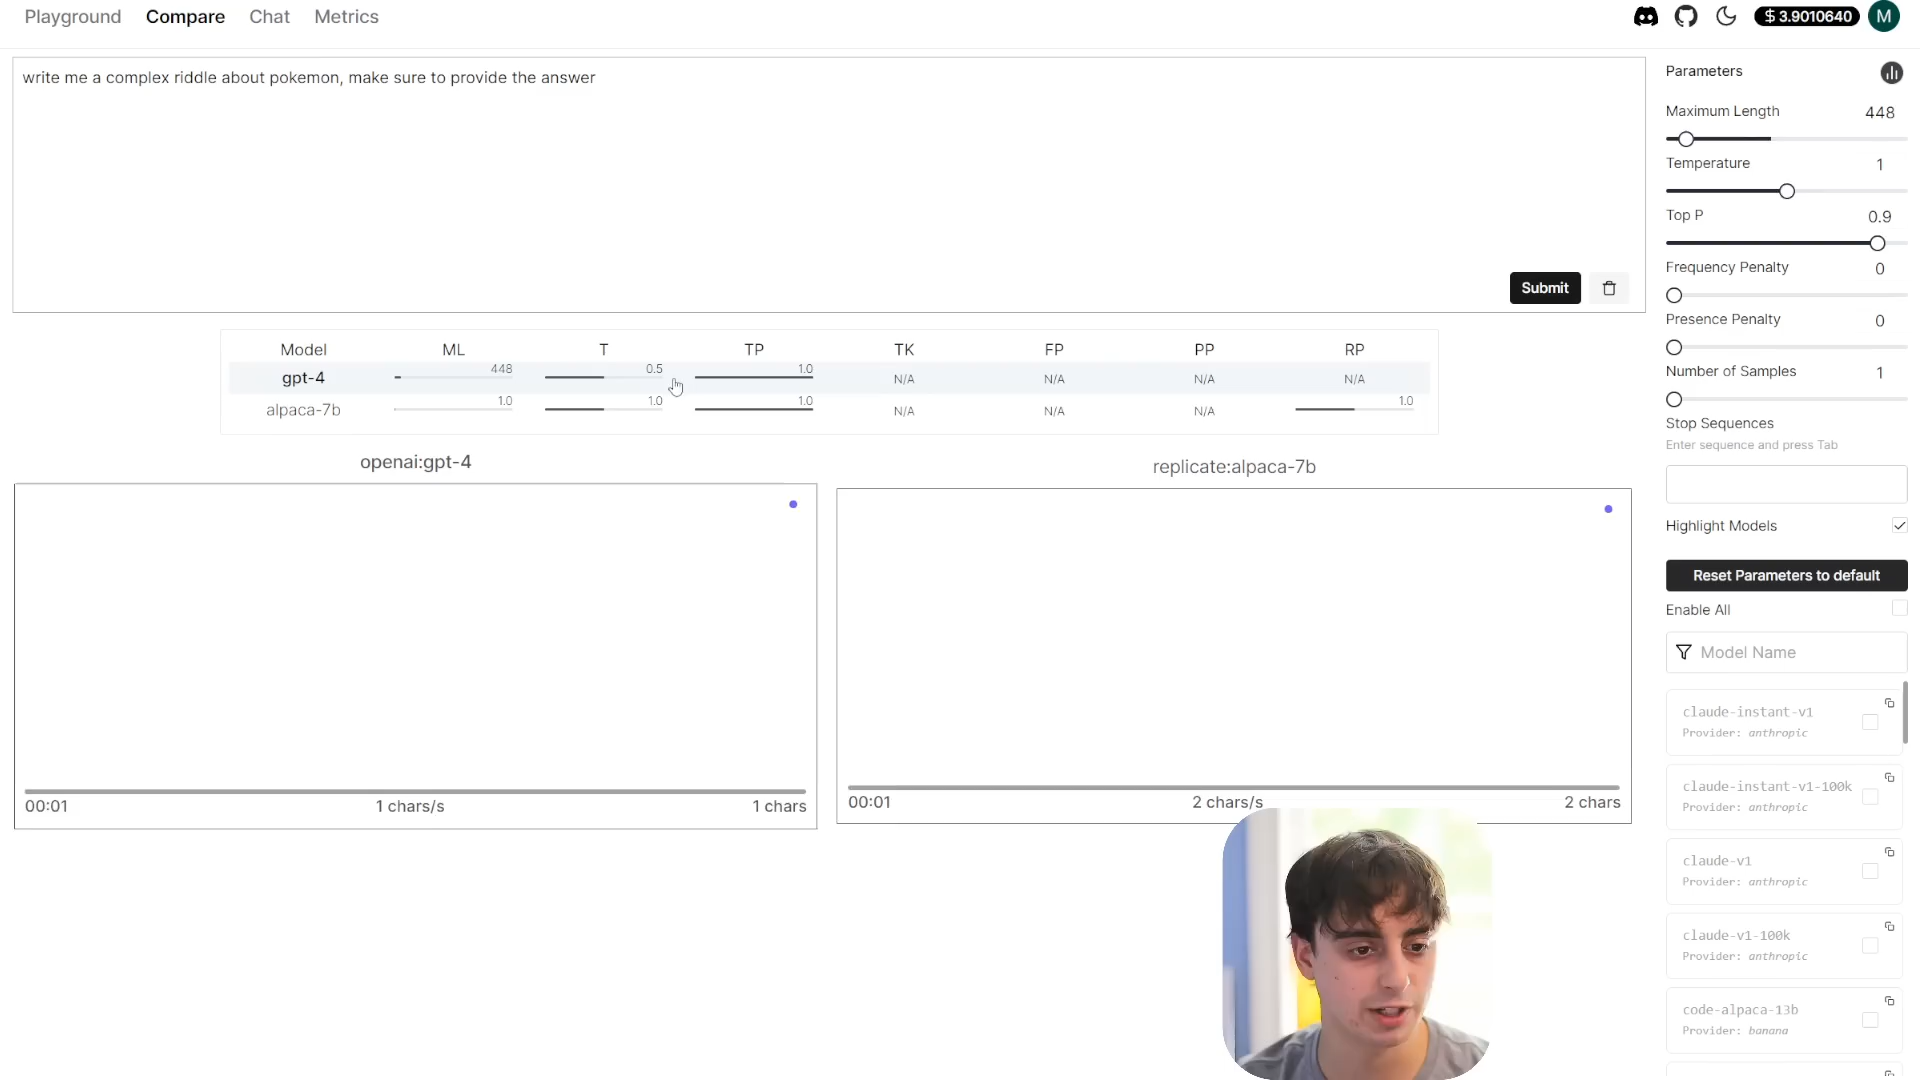 Playground Compare Chat Metrics
$ 3.9010640 M
write me a complex riddle about pokemon, make sure to provide the answer
Submit
Model ML T TP TK FP PP RP
gpt-4 448 0.5 1.0 N/A N/A N/A N/A
alpaca-7b 1.0 1.0 1.0 N/A N/A N/A 1.0
openai:gpt-4
00:01 1 chars/s 1 chars
replicate:alpaca-7b
00:01 2 chars/s 2 chars
Parameters
Maximum Length 448
Temperature 1
Top P 0.9
Frequency Penalty 0
Presence Penalty 0
Number of Samples 1
Stop Sequences
Enter sequence and press Tab
Highlight Models
Reset Parameters to default
Enable All
Model Name
claude-instant-v1
Provider: anthropic
claude-instant-v1-100k
Provider: anthropic
claude-v1
Provider: anthropic
claude-v1-100k
Provider: anthropic
code-alpaca-13b
Provider: banana